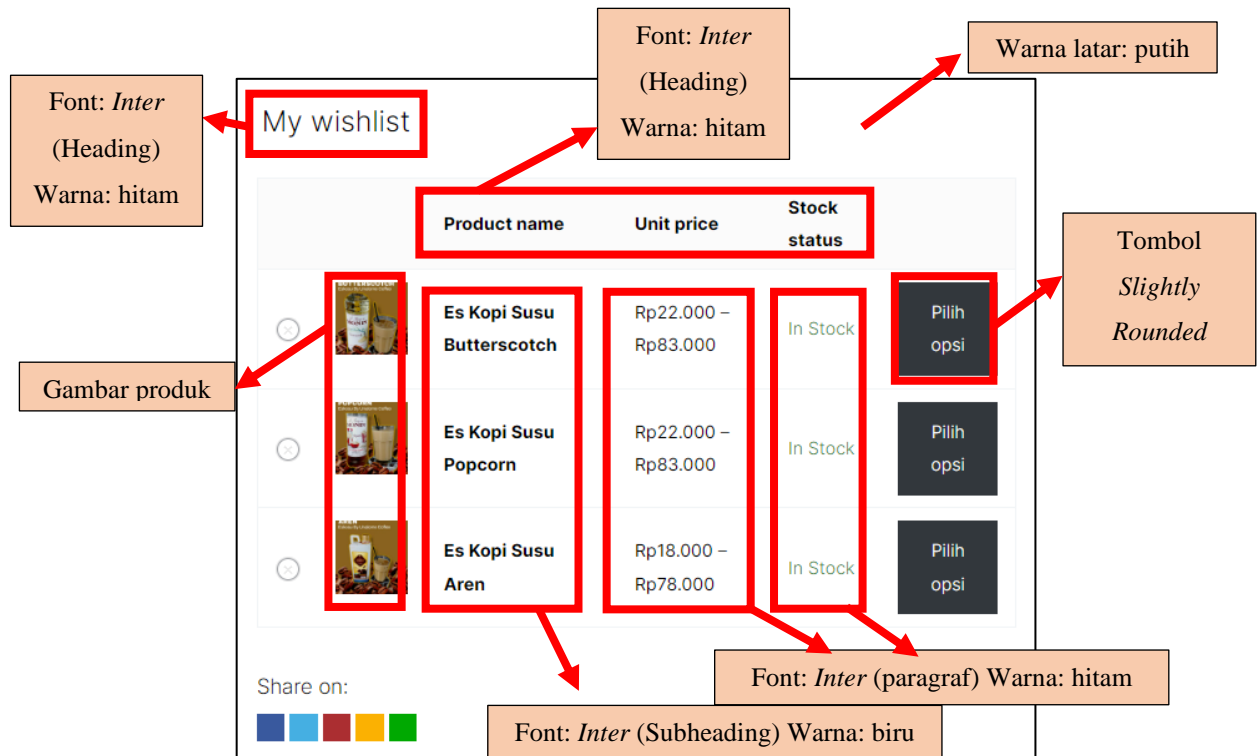 Font: Inter
(Heading)
Warna: hitam
Warna latar: putih
Font: Inter
(Heading)
Warna: hitam
My wishlist
Product name
Unit price
Stock
status
Tombol
Slightly
Rounded
BUTTERSCOTCH
Es Kopi Susu
Butterscotch
Rp22.000 –
Rp83.000
In Stock
Pilih
opsi
Gambar produk
POPCORN
Es Kopi Susu
Popcorn
Rp22.000 –
Rp83.000
In Stock
Pilih
opsi
AREN
Es Kopi Susu
Aren
Rp18.000 –
Rp78.000
In Stock
Pilih
opsi
Font: Inter (paragraf) Warna: hitam
Share on:
Font: Inter (Subheading) Warna: biru